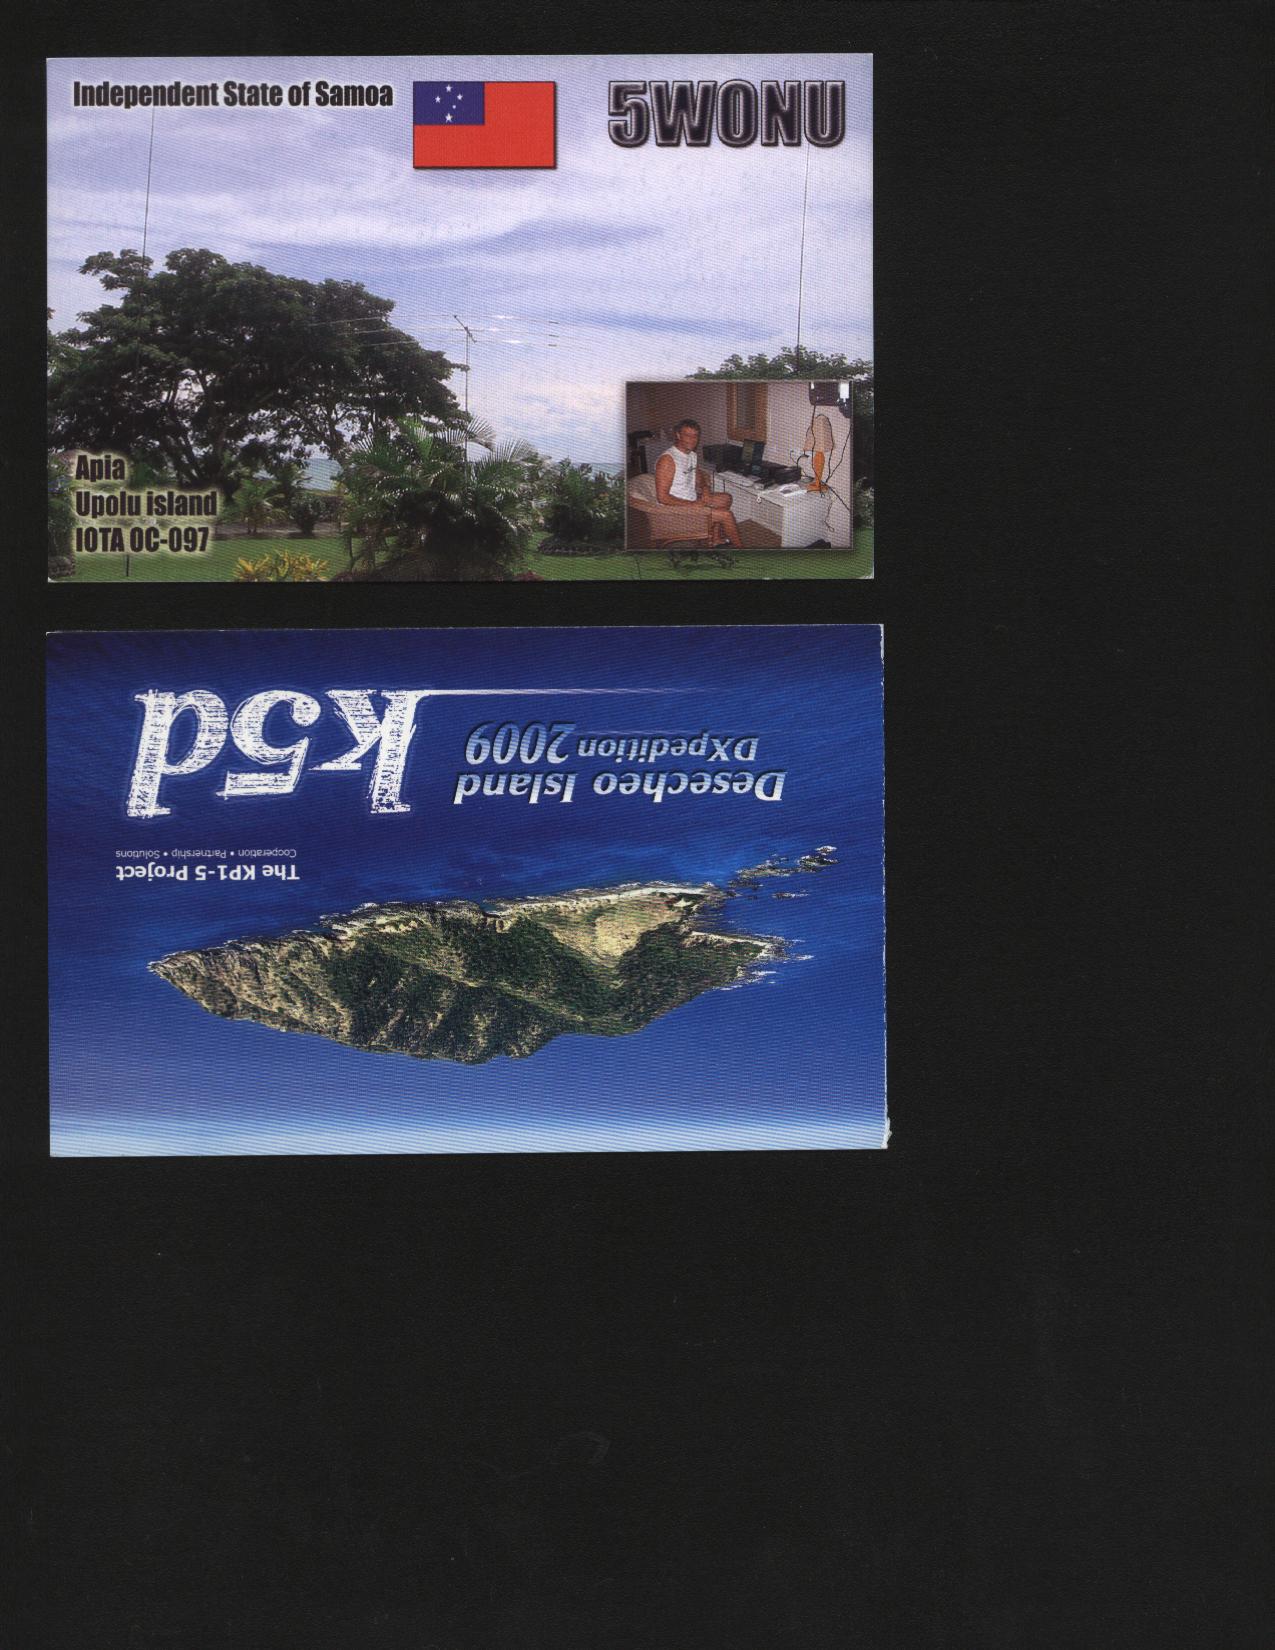 Independent State of Samoa
5W0NU
Apia
Upolu island
IOTA OC-097
k5d
Desecheo Island
DXpedition 2009
The KP1-5 Project
Cooperation • Partnership • Solutions